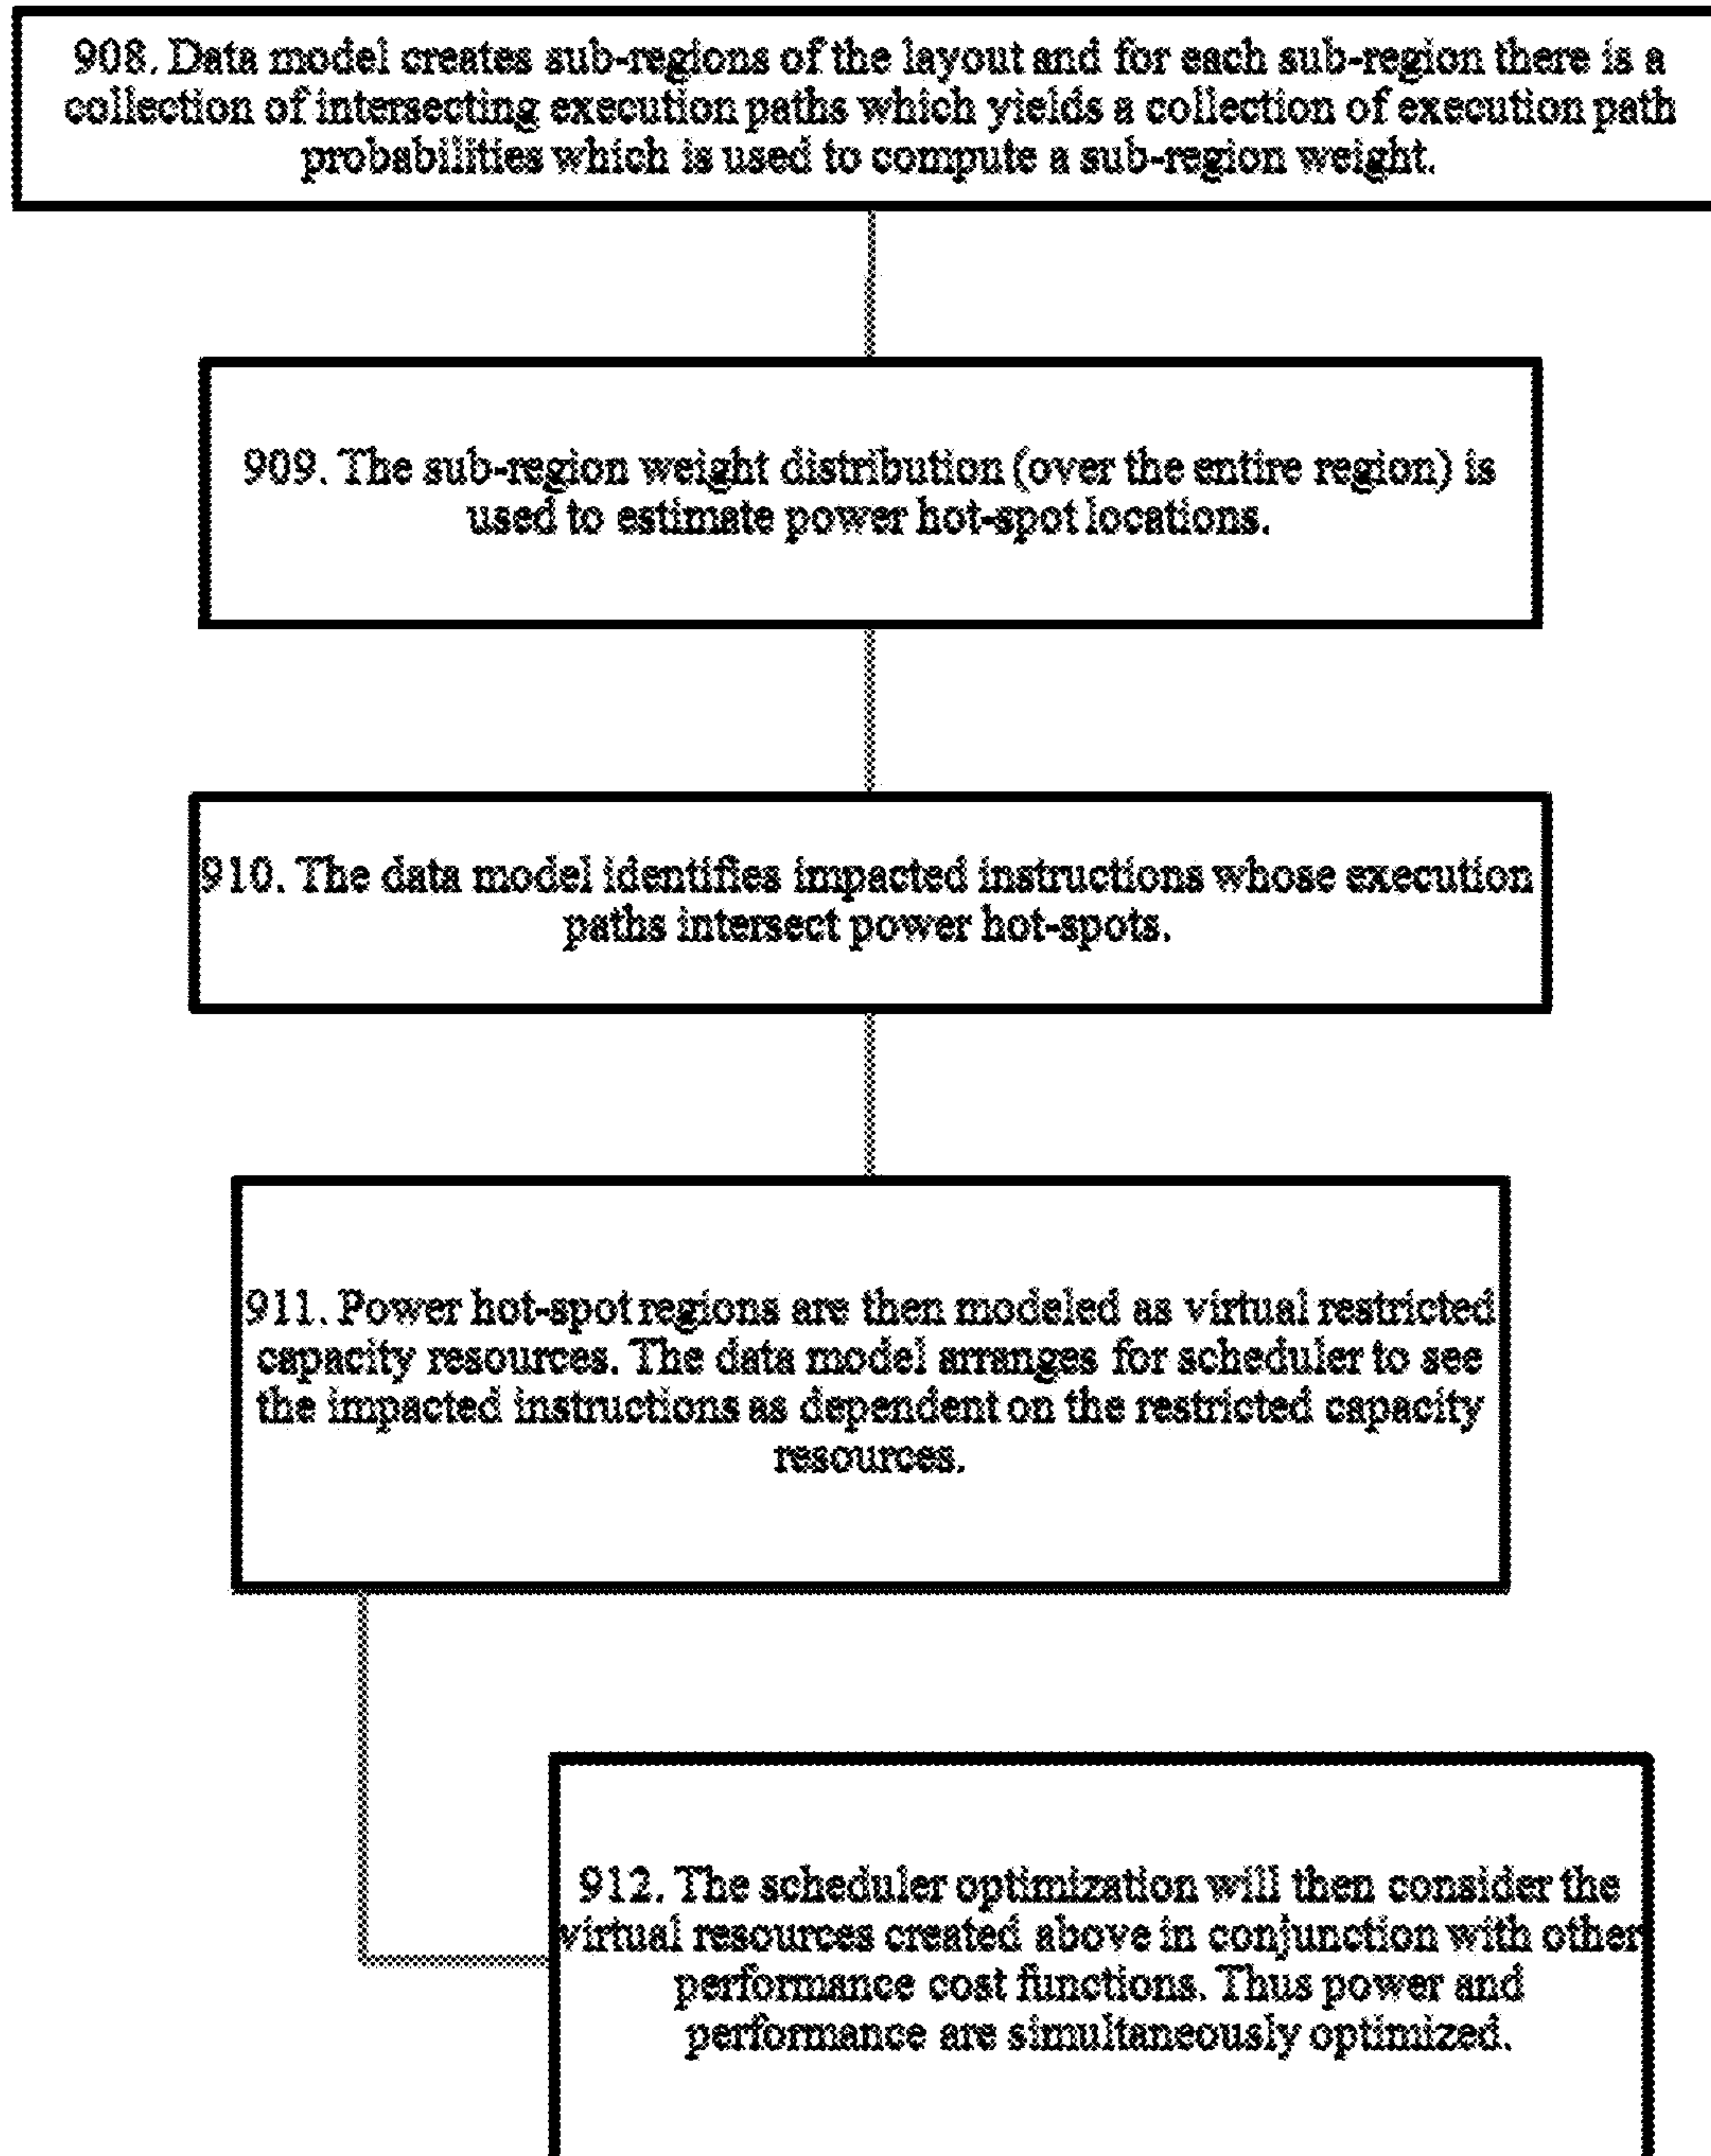 908. Data model creates sub-regions of the layout and for each sub-region there is a
collection of intersecting execution paths which yields a collection of execution path
probabilities which is used to compute a sub-region weight.
909. The sub-region weight distribution (over the entire region) is
used to estimate power hot-spot locations.
910. The data model identifies impacted instructions whose execution
paths intersect power hot-spots.
911. Power hot-spot regions are then modeled as virtual restricted
capacity resources. The data model arranges for scheduler to see
the impacted instructions as dependent on the restricted capacity
resources.
912. The scheduler optimization will then consider the
virtual resources created above in conjunction with other
performance cost functions. Thus power and
performance are simultaneously optimized.